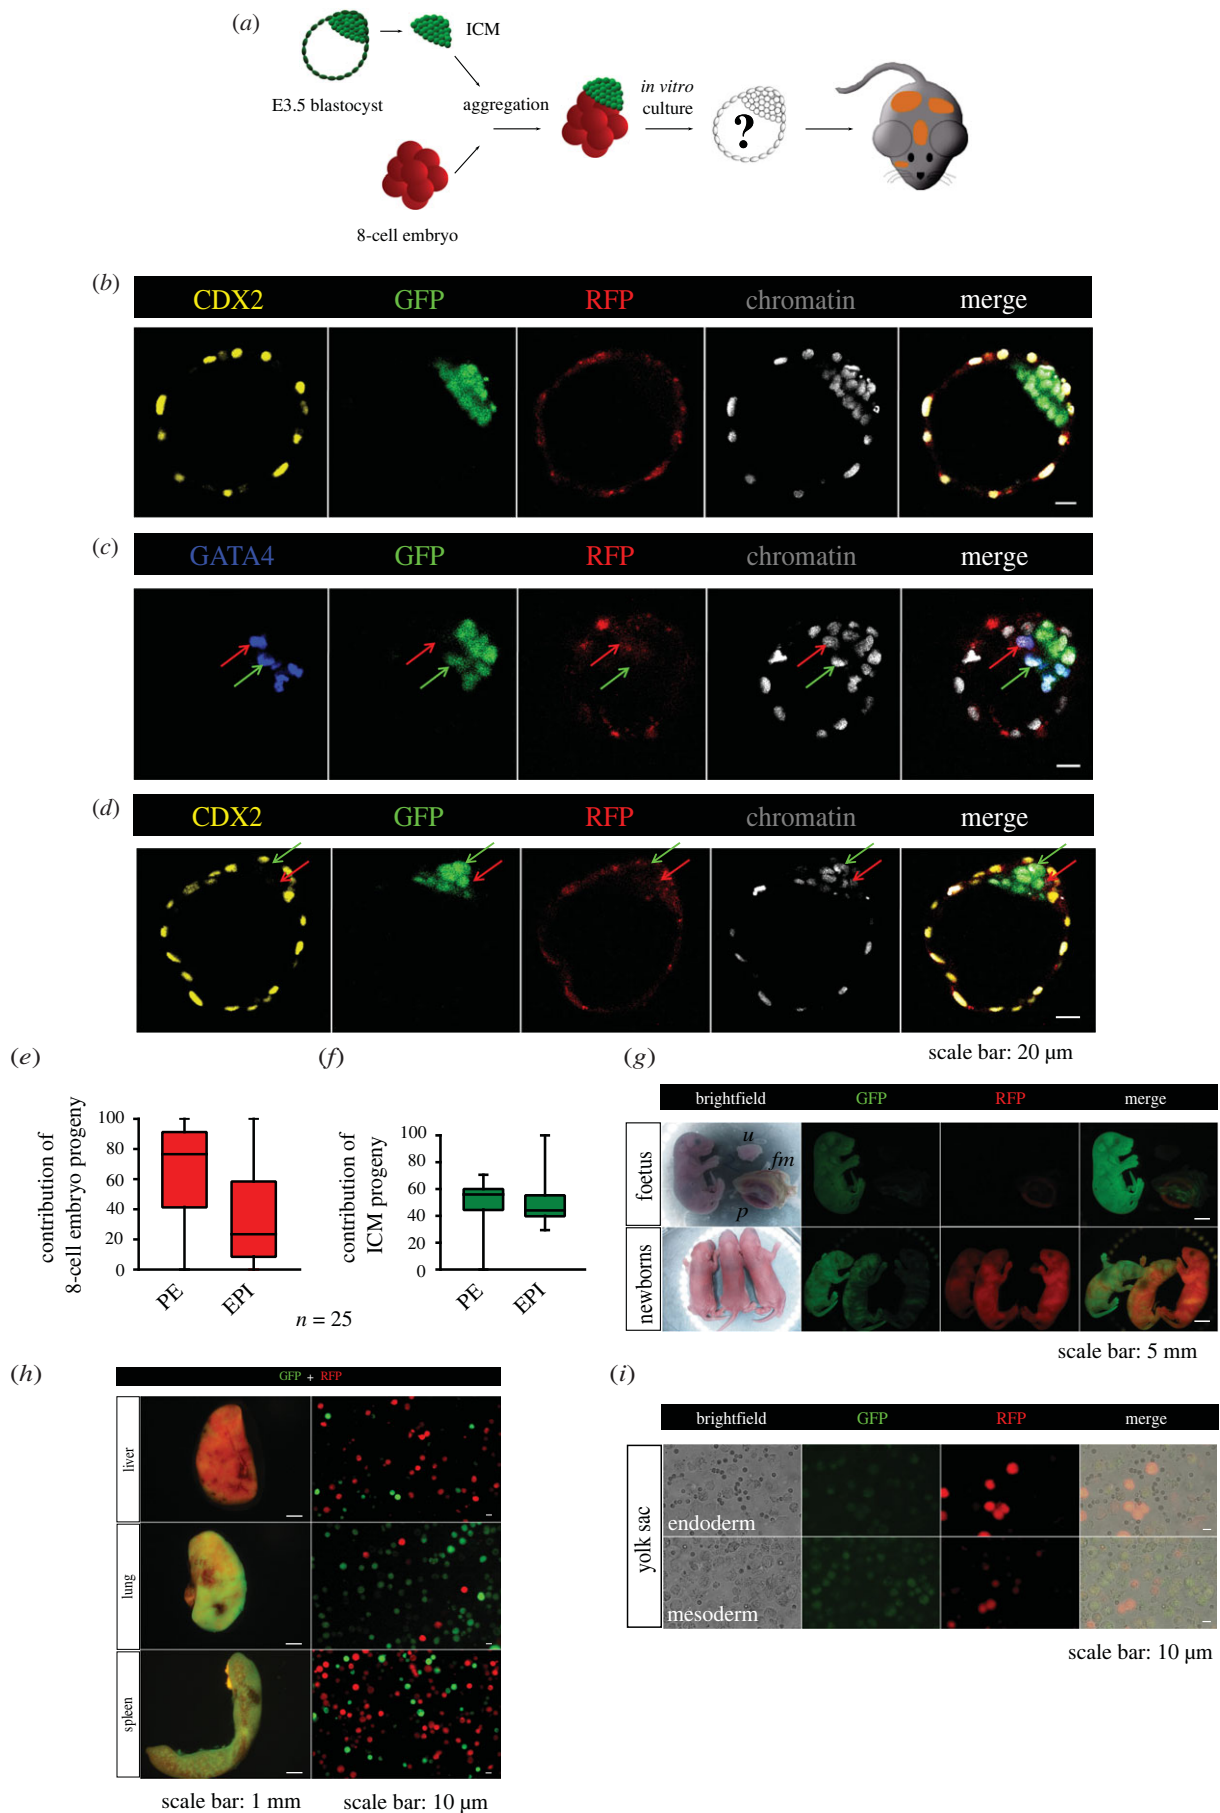 (a)
ICM
E3.5 blastocyst
aggregation
in vitro
culture
?
8-cell embryo
(b)
CDX2 GFP RFP chromatin merge
(c)
GATA4 GFP RFP chromatin merge
(d)
CDX2 GFP RFP chromatin merge
scale bar: 20 µm
(e)
contribution of
8-cell embryo progeny
100
80
60
40
20
0
PE EPI
n = 25
(f)
contribution of
ICM progeny
100
80
60
40
20
0
PE EPI
(g)
brightfield GFP RFP merge
foetus
u
fm
p
newborns
scale bar: 5 mm
(h)
GFP + RFP
liver
lung
spleen
scale bar: 1 mm scale bar: 10 µm
(i)
brightfield GFP RFP merge
yolk sac
endoderm
mesoderm
scale bar: 10 µm